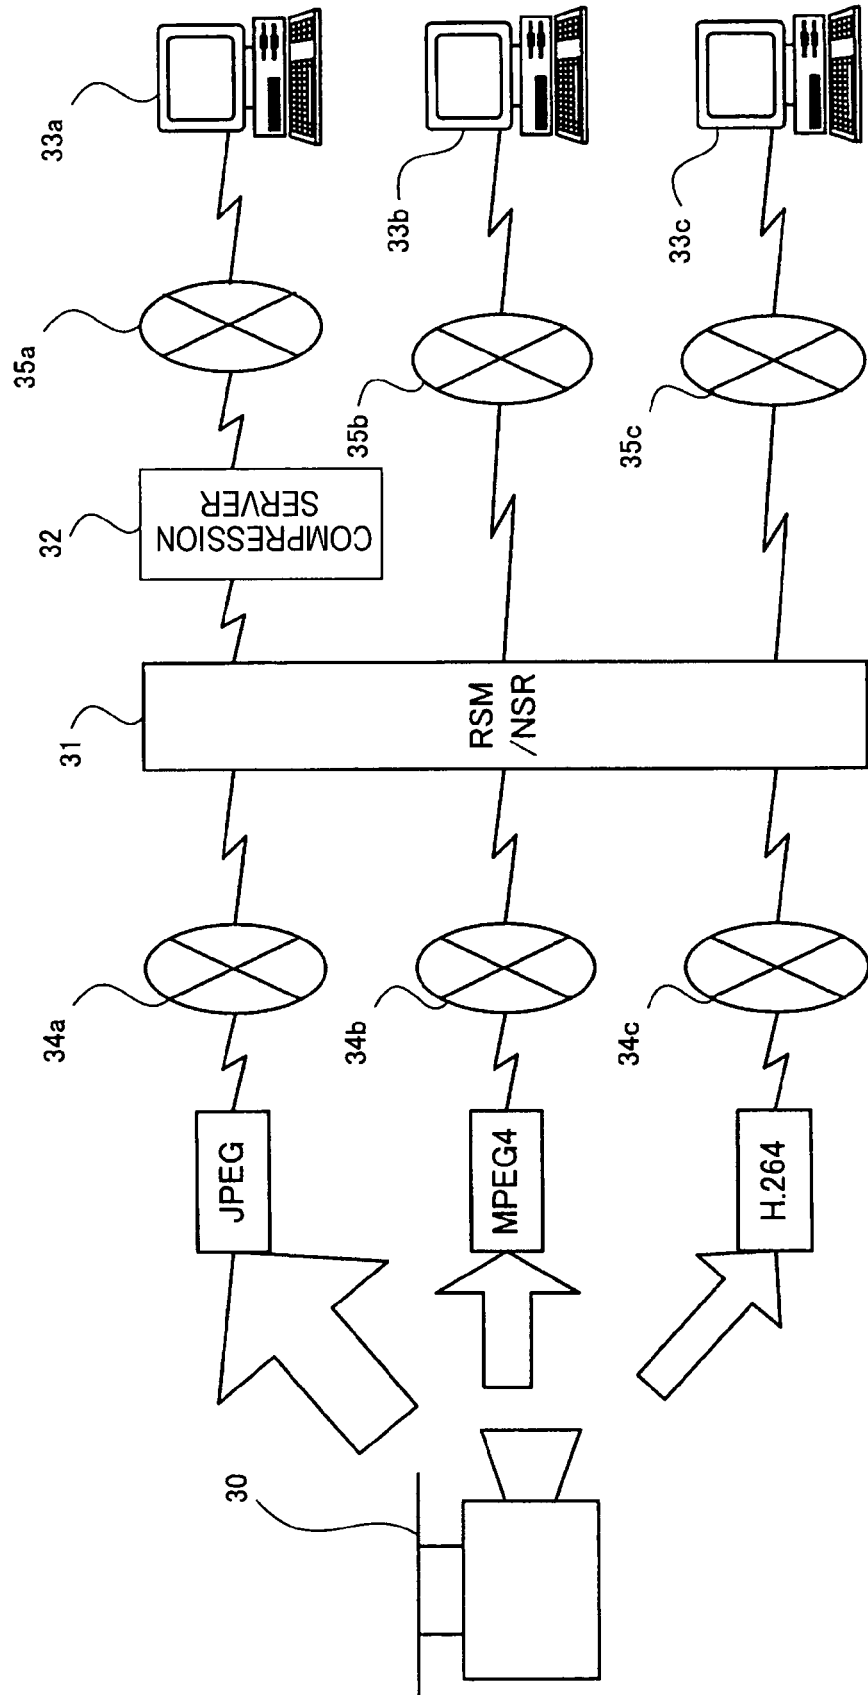 30
34a
31
32
35a
33a
JPEG
COMPRESSION
SERVER
34b
35b
33b
MPEG4
RSM
/NSR
34c
35c
33c
H.264